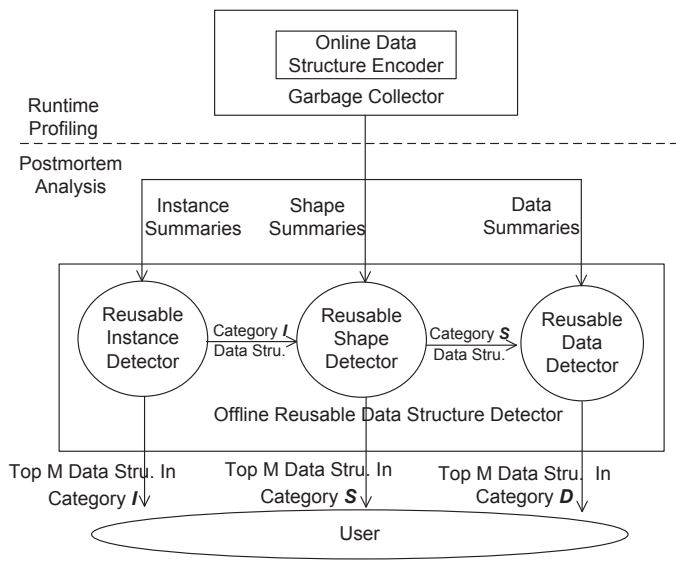 Online Data
Structure Encoder
Garbage Collector
Runtime
Profiling
Postmortem
Analysis
Instance
Summaries
Shape
Summaries
Data
Summaries
Reusable
Instance
Detector
Category I
Data Stru.
Reusable
Shape
Detector
Category S
Data Stru.
Reusable
Data
Detector
Offline Reusable Data Structure Detector
Top M Data Stru. In
Category I
Top M Data Stru. In
Category S
Top M Data Stru. In
Category D
User